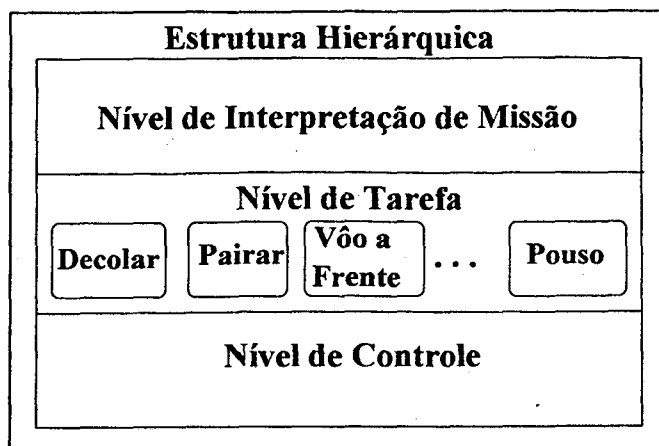 Estrutura Hierárquica
Nível de Interpretação de Missão
Nível de Tarefa
Decolar
Pairar
Vôo a
Frente
...
Pouso
Nível de Controle